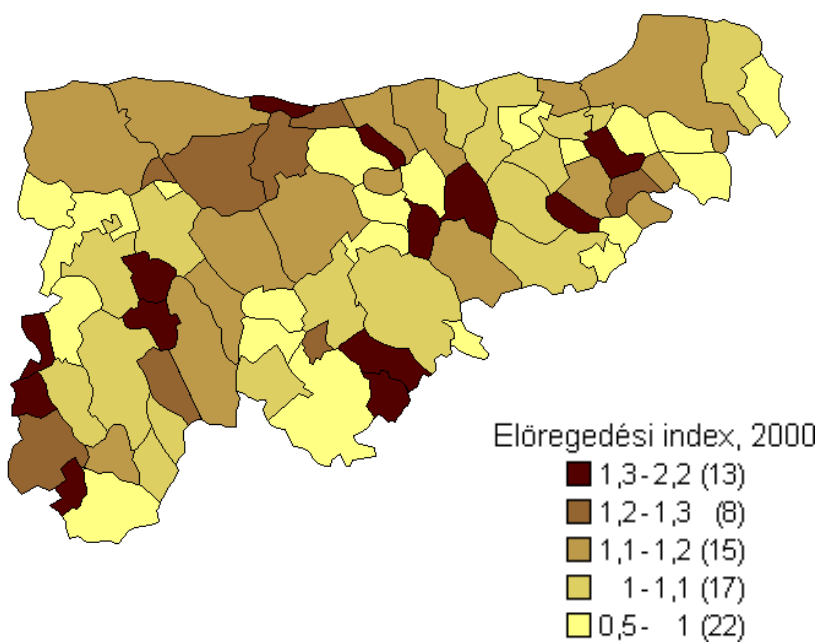 Elöregedési index, 2000
1,3-2,2 (13)
1,2-1,3 (8)
1,1-1,2 (15)
1-1,1 (17)
0,5- 1 (22)